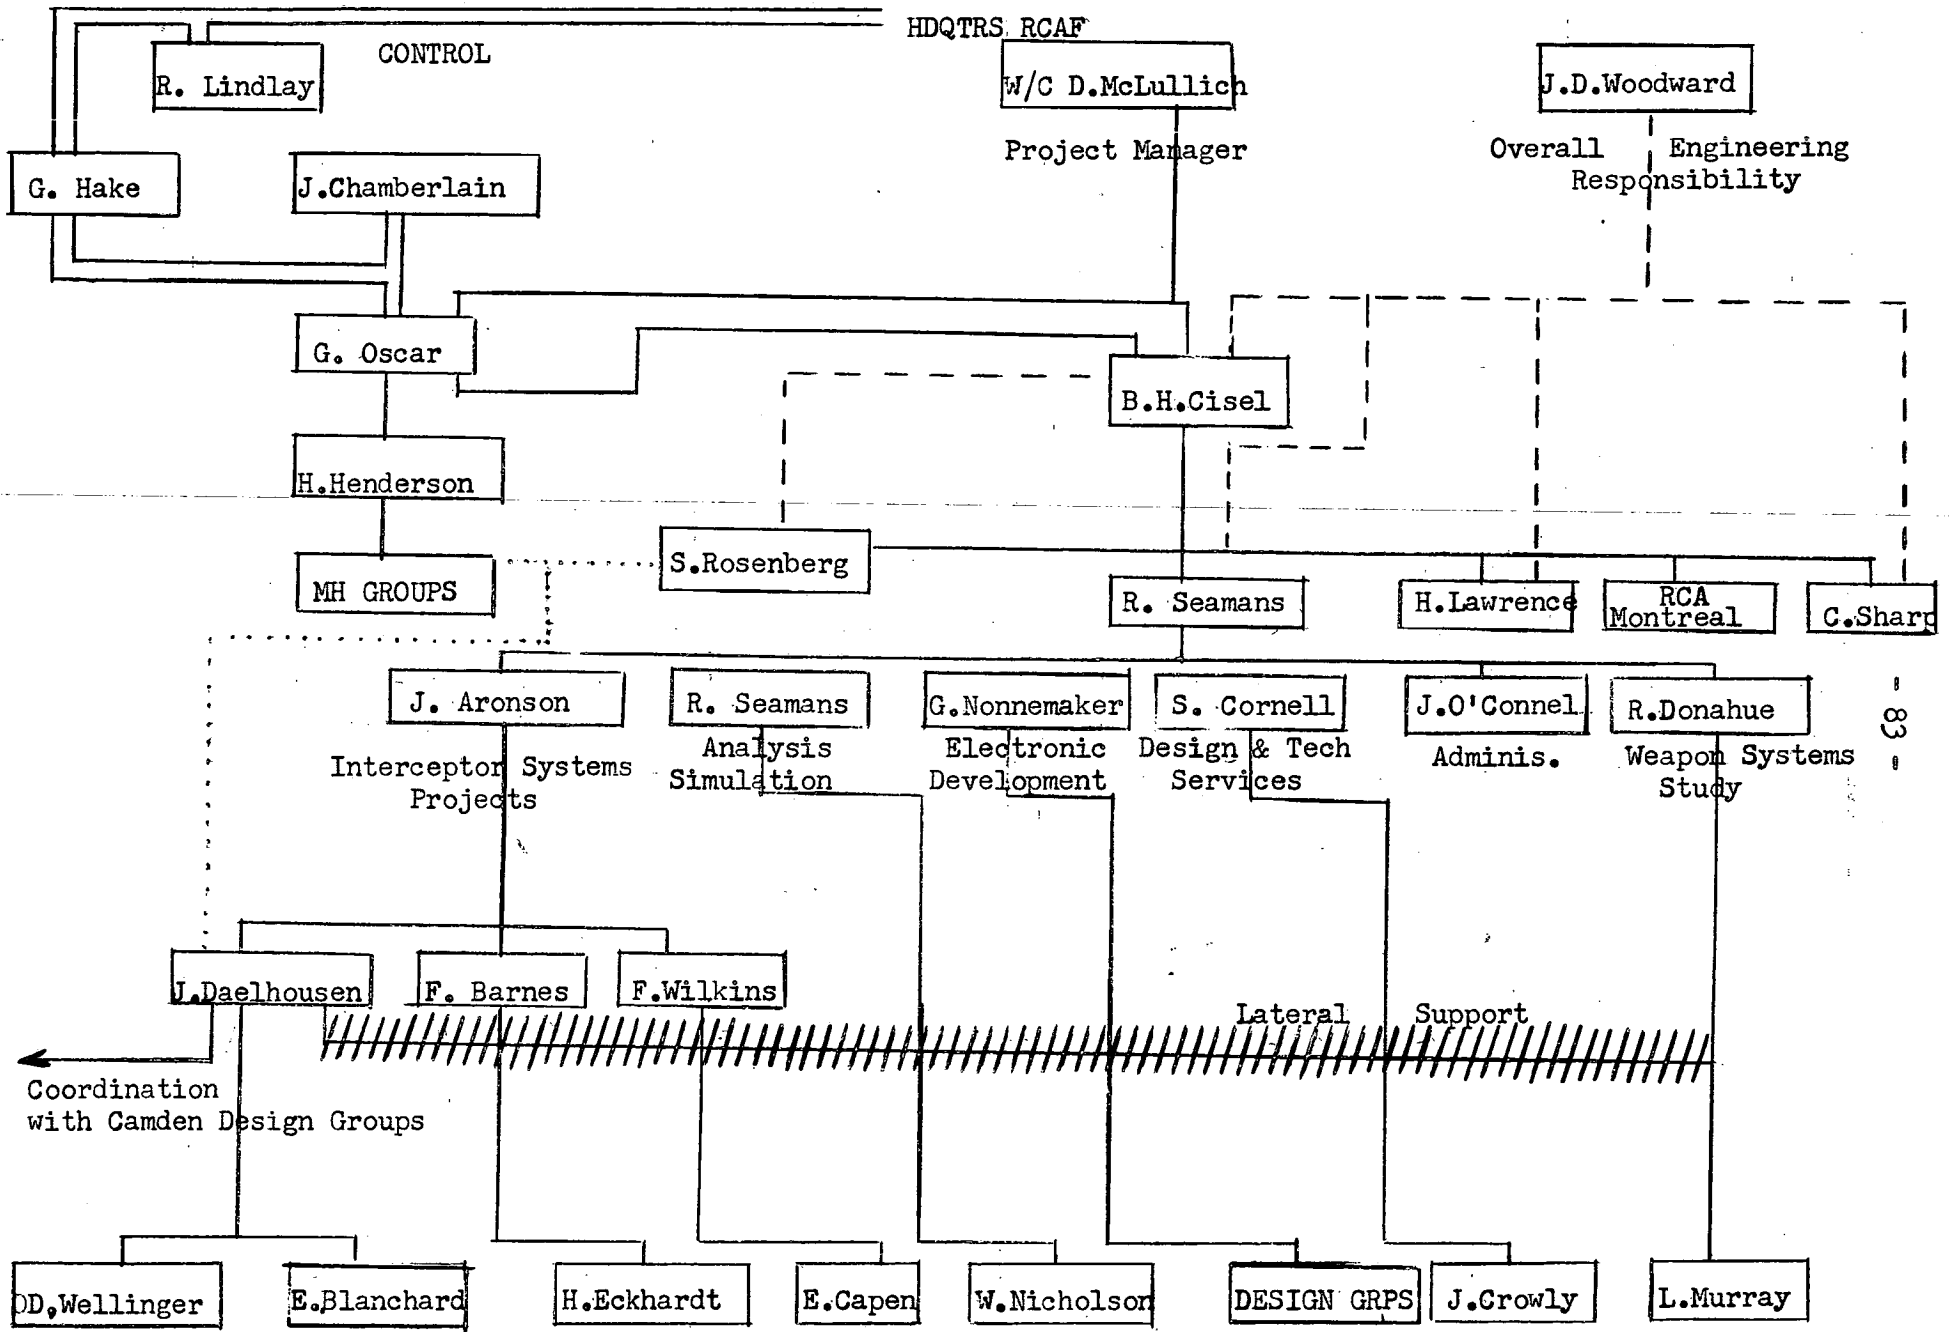 HDQTRS RCAF
CONTROL
R. Lindlay
W/C D.McLullich
J.D.Woodward
Project Manager
Overall Engineering
Responsibility
G. Hake
J.Chamberlain
G. Oscar
B.H.Cisel
H.Henderson
S.Rosenberg
MH GROUPS
R. Seamans
H.Lawrence
RCA
Montreal
C.Sharp
J. Aronson
R. Seamans
G.Nonnemaker
S. Cornell
J.O'Connel
R.Donahue
- 83 -
Interceptor Systems
Projects
Analysis
Simulation
Electronic
Development
Design & Tech
Services
Adminis.
Weapon Systems
Study
J.Daelhousen
F. Barnes
F.Wilkins
Lateral Support
Coordination
with Camden Design Groups
D.Wellinger
E.Blanchard
H.Eckhardt
E.Capen
W.Nicholson
DESIGN GRPS
J.Crowly
L.Murray